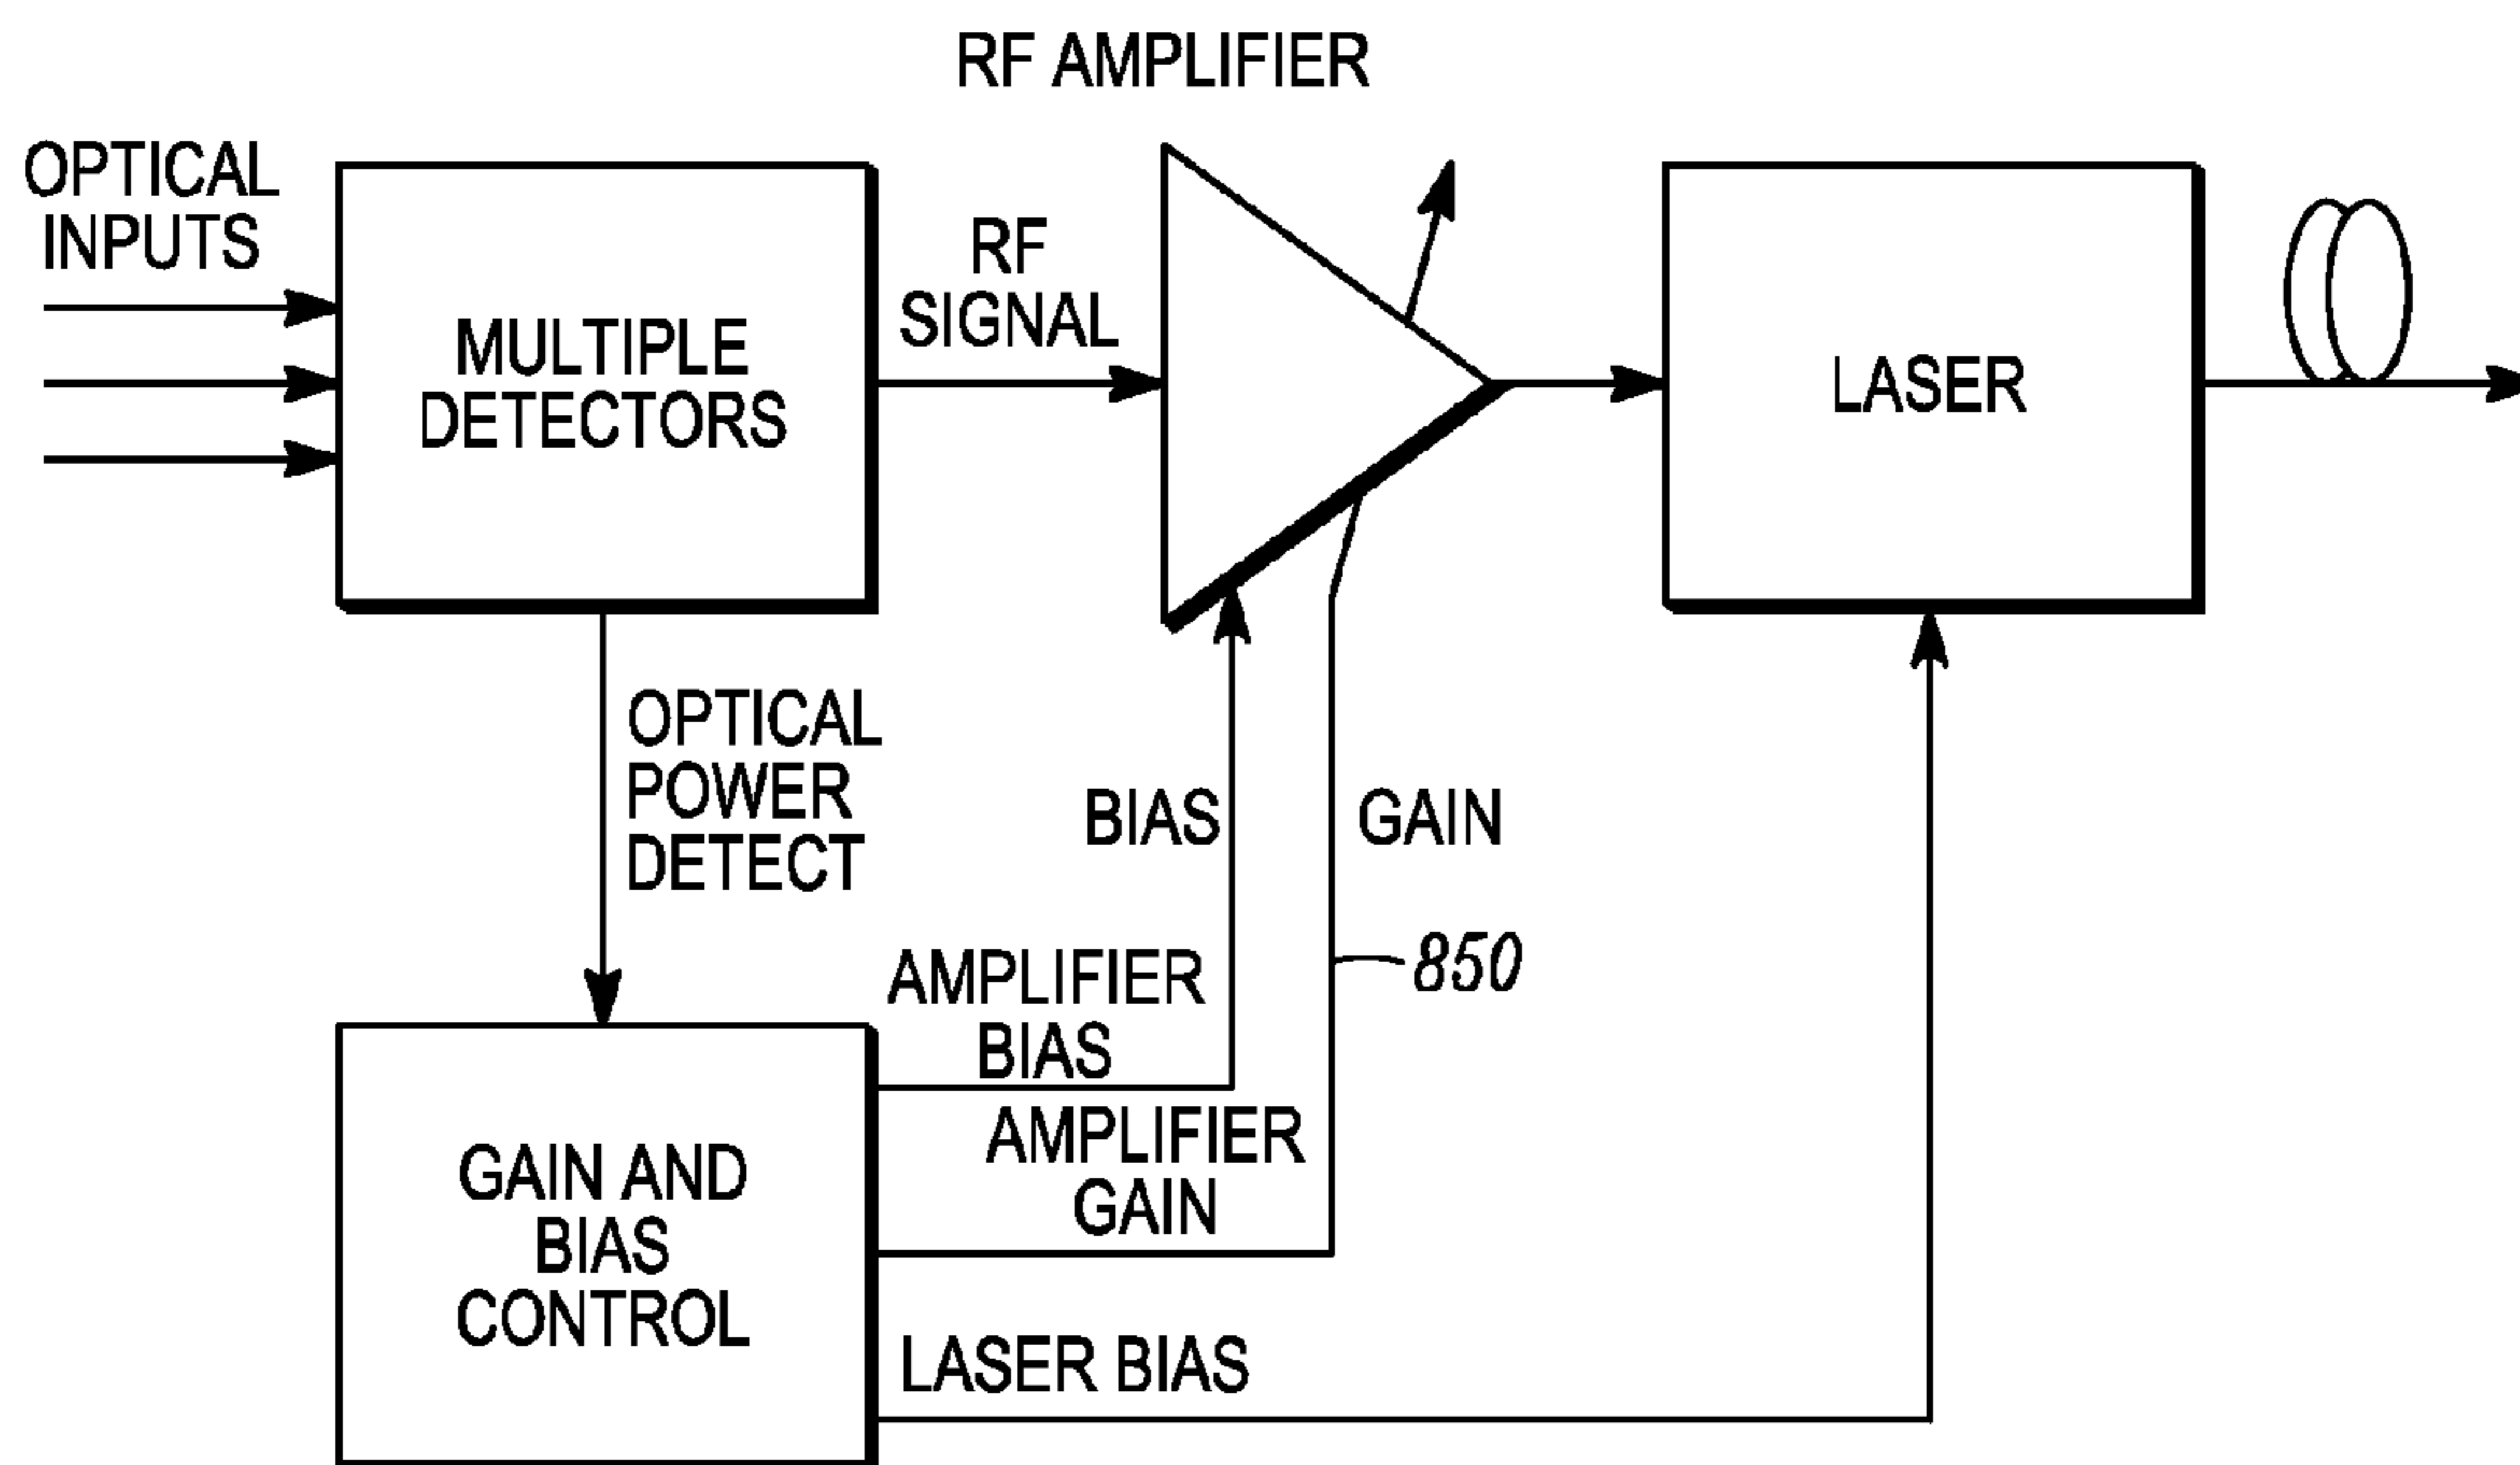 RF AMPLIFIER
OPTICAL
INPUTS
MULTIPLE
DETECTORS
RF
SIGNAL
LASER
OPTICAL
POWER
DETECT
BIAS
GAIN
850
AMPLIFIER
BIAS
AMPLIFIER
GAIN
GAIN AND
BIAS
CONTROL
LASER BIAS